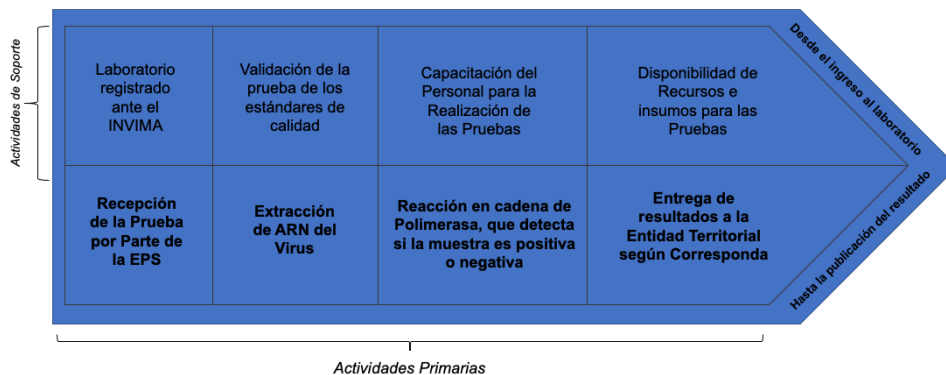 Actividades de Soporte
Laboratorio
registrado
ante el
INVIMA
Validación de la
prueba de los
estándares de
calidad
Capacitación del
Personal para la
Realización de
las Pruebas
Disponibilidad de
Recursos e
insumos para las
Pruebas
Desde el ingreso al laboratorio
Recepción
de la Prueba
por Parte de
la EPS
Extracción
de ARN del
Virus
Reacción en cadena de
Polimerasa, que detecta
si la muestra es positiva
o negativa
Entrega de
resultados a la
Entidad Territorial
según Corresponda
Hasta la publicación del resultado
Actividades Primarias